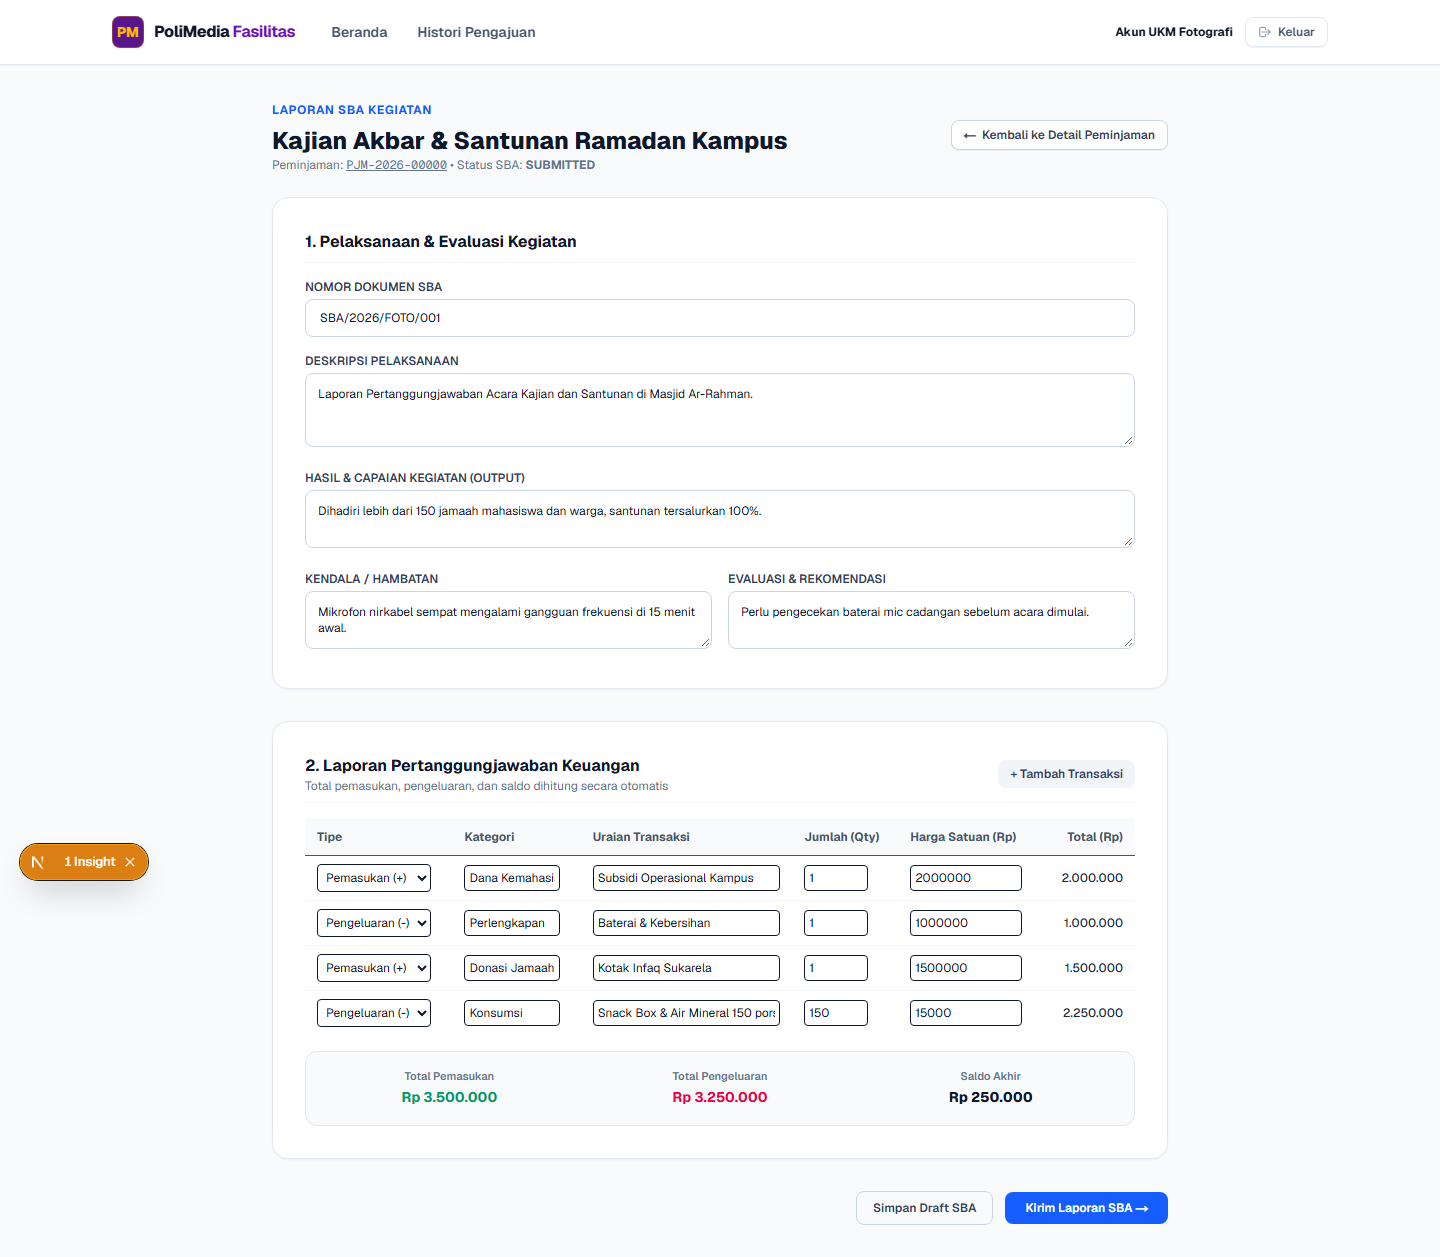 PM PoliMedia Fasilitas Beranda Histori Pengajuan Akun UKM Fotografi Keluar
LAPORAN SBA KEGIATAN
Kajian Akbar & Santunan Ramadan Kampus
← Kembali ke Detail Peminjaman
Peminjaman: PJM-2026-00000 • Status SBA: SUBMITTED
1. Pelaksanaan & Evaluasi Kegiatan
NOMOR DOKUMEN SBA
SBA/2026/FOTO/001
DESKRIPSI PELAKSANAAN
Laporan Pertanggungjawaban Acara Kajian dan Santunan di Masjid Ar-Rahman.
HASIL & CAPAIAN KEGIATAN (OUTPUT)
Dihadiri lebih dari 150 jamaah mahasiswa dan warga, santunan tersalurkan 100%.
KENDALA / HAMBATAN
Mikrofon nirkabel sempat mengalami gangguan frekuensi di 15 menit
awal.
EVALUASI & REKOMENDASI
Perlu pengecekan baterai mic cadangan sebelum acara dimulai.
2. Laporan Pertanggungjawaban Keuangan
Total pemasukan, pengeluaran, dan saldo dihitung secara otomatis
+ Tambah Transaksi
Tipe Kategori Uraian Transaksi Jumlah (Qty) Harga Satuan (Rp) Total (Rp)
Pemasukan (+) Dana Kemahasi Subsidi Operasional Kampus 1 2000000 2.000.000
Pengeluaran (-) Perlengkapan Baterai & Kebersihan 1 1000000 1.000.000
Pemasukan (+) Donasi Jamaah Kotak Infaq Sukarela 1 1500000 1.500.000
Pengeluaran (-) Konsumsi Snack Box & Air Mineral 150 pors 150 15000 2.250.000
Total Pemasukan Total Pengeluaran Saldo Akhir
Rp 3.500.000 Rp 3.250.000 Rp 250.000
Simpan Draft SBA Kirim Laporan SBA →
N 1 Insight ×